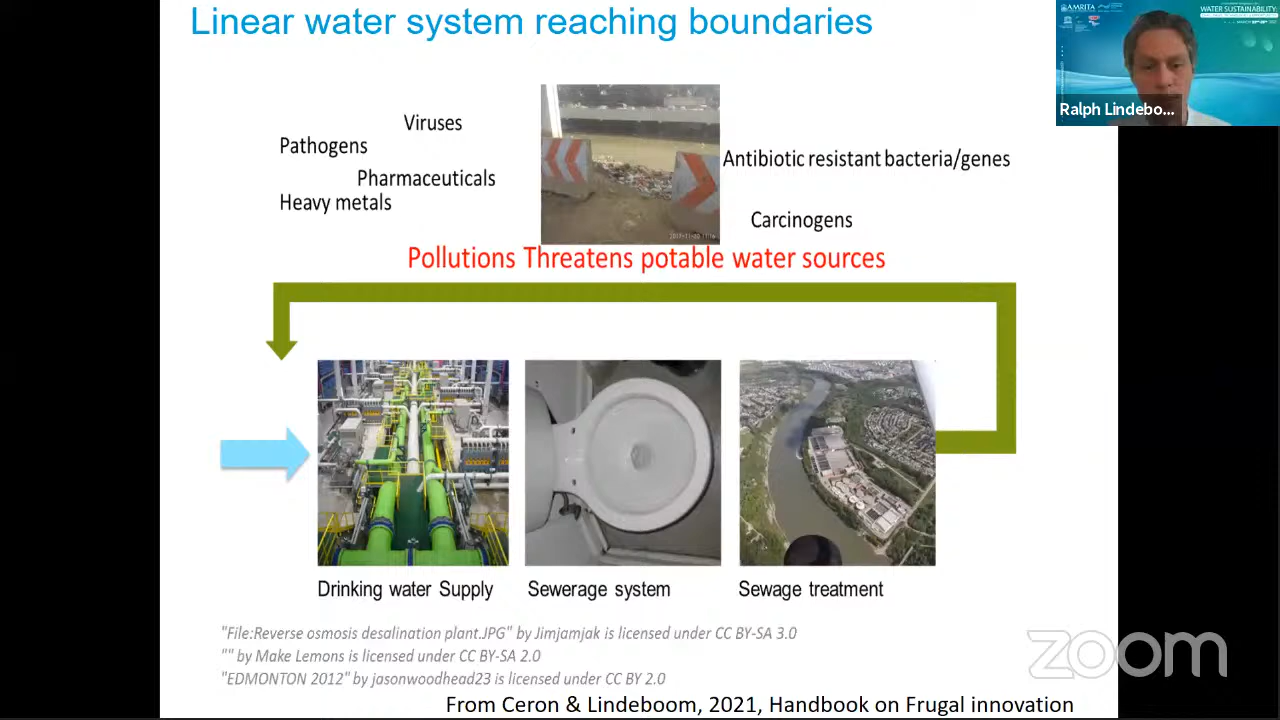 Linear water system reaching boundaries
AMRITA
WATER SUSTAINABILITY:
Ralph Lindebo...
Viruses
Pathogens
Pharmaceuticals
Heavy metals
Antibiotic resistant bacteria/genes
Carcinogens
Pollutions Threatens potable water sources
Drinking water Supply
Sewerage system
Sewage treatment
"File:Reverse osmosis desalination plant.JPG" by Jimjamjak is licensed under CC BY-SA 3.0
"" by Make Lemons is licensed under CC BY-SA 2.0
"EDMONTON 2012" by jasonwoodhead23 is licensed under CC BY 2.0
zoom
From Ceron & Lindeboom, 2021, Handbook on Frugal innovation